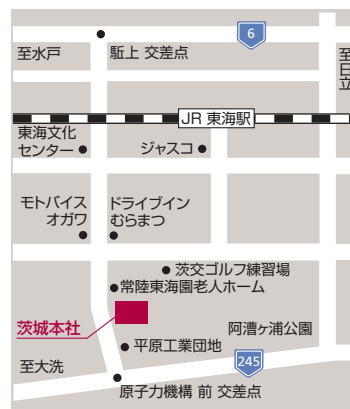 6
至水戸
駈上 交差点
至日立
JR 東海駅
東海文化
センター
ジャスコ
モトバイス
オガワ
ドライブイン
むらまつ
茨交ゴルフ練習場
常陸東海園老人ホーム
茨城本社
阿漕ヶ浦公園
平原工業団地
245
至大洗
原子力機構 前 交差点